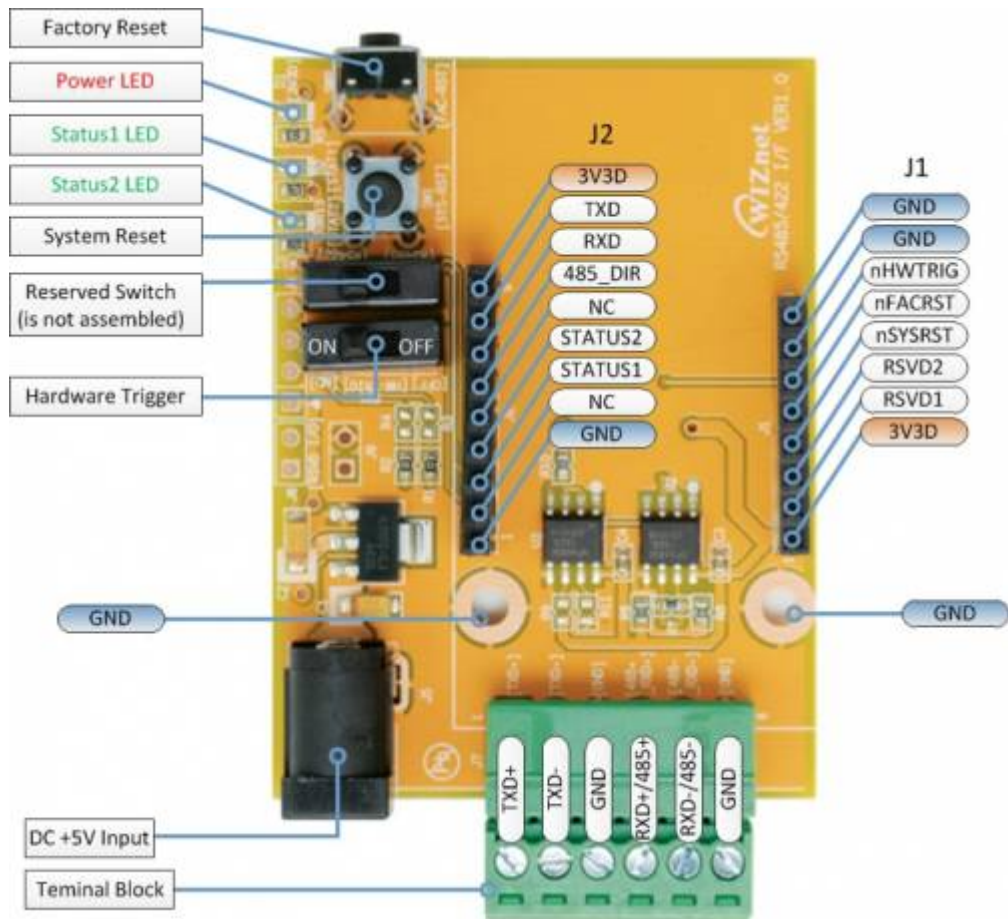 Factory Reset
Power LED
Status1 LED
Status2 LED
System Reset
Reserved Switch
(is not assembled)
Hardware Trigger
ON
OFF
J2
3V3D
TXD
RXD
485_DIR
NC
STATUS2
STATUS1
NC
GND
WIZnet
RS485/422 I/F VER1.0
J1
GND
GND
nHWTRIG
nFACRST
nSYSRST
RSVD2
RSVD1
3V3D
GND
GND
TXD+
TXD-
GND
RXD+/485+
RXD-/485-
GND
DC +5V Input
Teminal Block